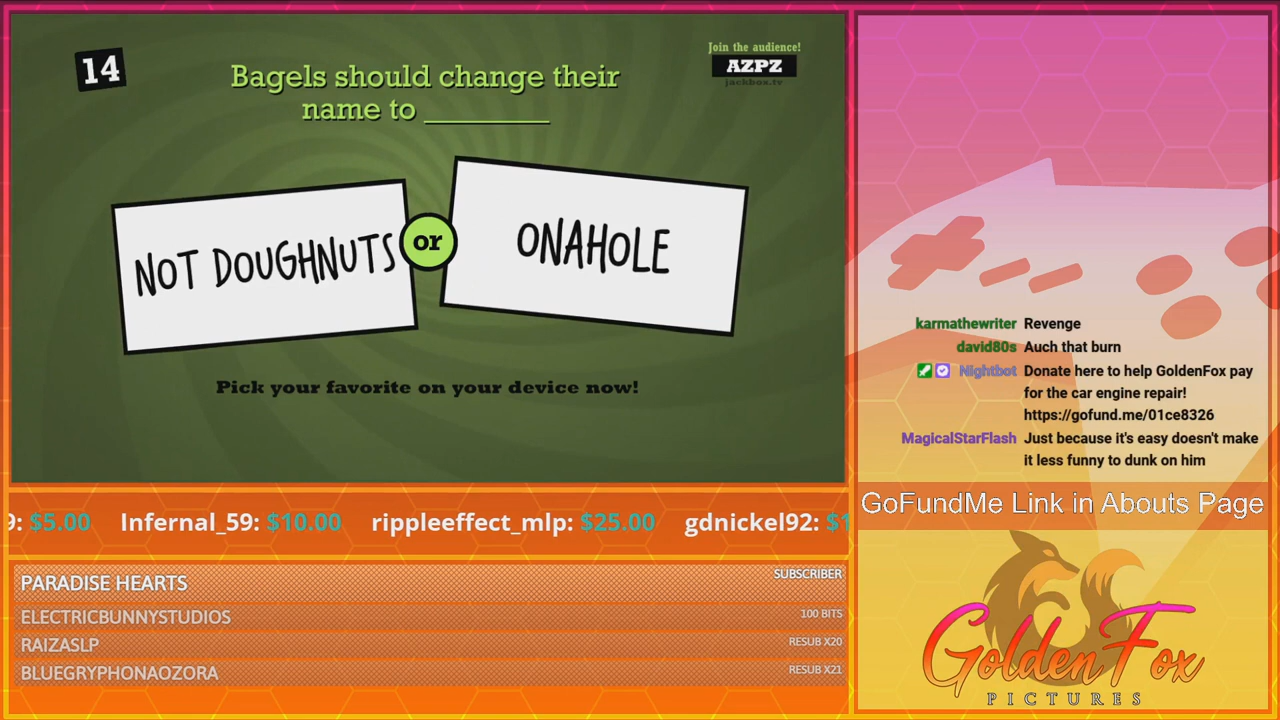 14
Bagels should change their
name to _________
Join the audience!
AZPZ
jackbox.tv
NOT DOUGHNUTS
or
ONAHOLE
Pick your favorite on your device now!
karmathewriter Revenge
david80s Auch that burn
Nightbot Donate here to help GoldenFox pay
for the car engine repair!
https://gofund.me/01ce8326
MagicalStarFlash Just because it's easy doesn't make
it less funny to dunk on him
GoFundMe Link in Abouts Page
9: $5.00 Infernal_59: $10.00 rippleeffect_mlp: $25.00 gdnickel92: $1
PARADISE HEARTS SUBSCRIBER
ELECTRICBUNNYSTUDIOS 100 BITS
RAIZASLP RESUB X20
BLUEGRYPHONAOZORA RESUB X21
GoldenFox
PICTURES